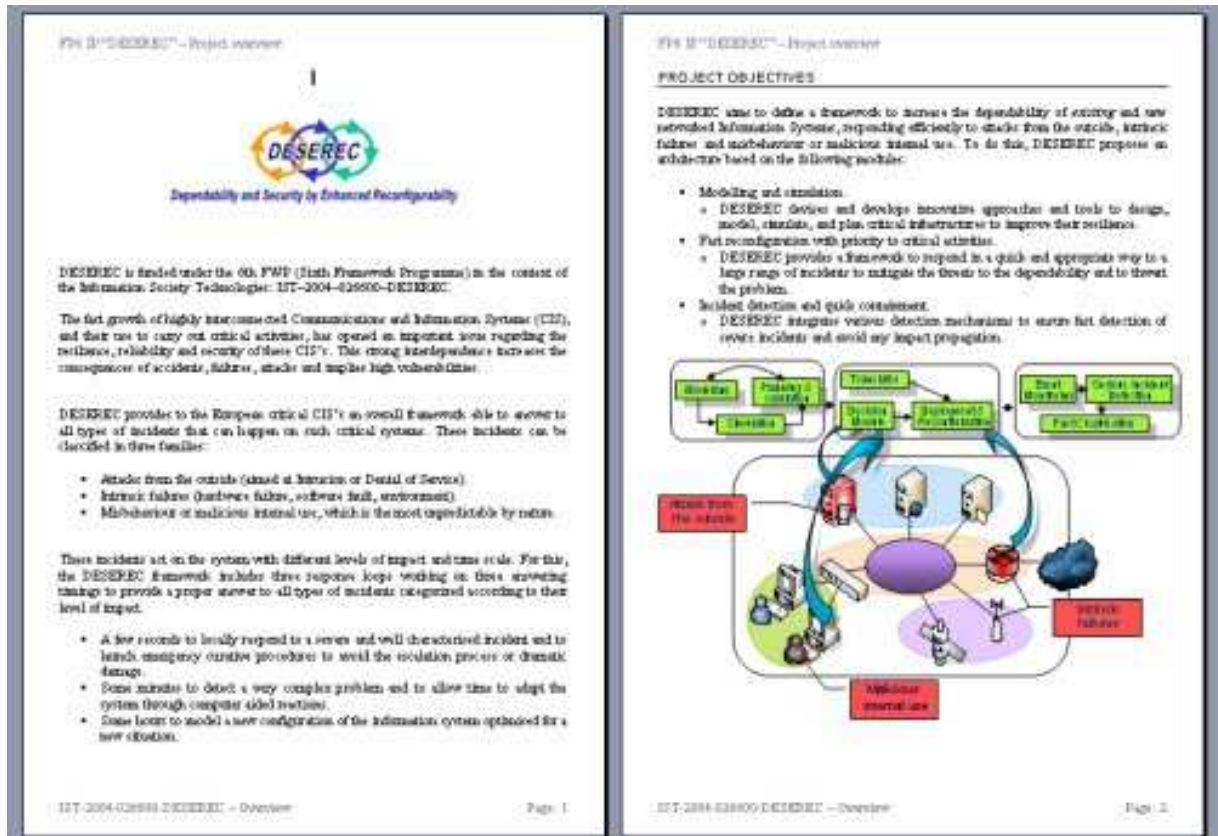 FP6 IP "DESEREC" – Project overview
DESEREC
Dependability and Security by Enhanced Reconfigurability
DESEREC is funded under the 6th FWP (Sixth Framework Programme) in the context of
the Information Society Technologies: IST-2004-026600-DESEREC.
The fast growth of highly interconnected Communications and Information Systems (CIS),
and their use to carry out critical activities, has opened an important issue regarding the
resilience, reliability and security of these CIS's. This strong interdependence increases the
consequences of accidents, failures, attacks and implies high vulnerabilities.
DESEREC provides to the European critical CIS's an overall framework able to answer to
all types of incidents that can happen on such critical systems. These incidents can be
classified in three families:
• Attacks from the outside (aimed at Intrusion or Denial of Service).
• Intrinsic failures (hardware failure, software fault, environment).
• Misbehaviour or malicious internal use, which is the most unpredictable by nature.
These incidents act on the system with different levels of impact and time scale. For this,
the DESEREC framework includes three response loops working on three answering
timings to provide a proper answer to all types of incidents categorized according to their
level of impact.
• A few seconds to locally respond to a severe and well characterised incident and to
launch emergency curative procedures to avoid the escalation process or dramatic
damage.
• Some minutes to detect a very complex problem and to allow time to adapt the
system through computer aided reactions.
• Some hours to model a new configuration of the information system optimised for a
new situation.
IST-2004-026600-DESEREC – Overview Page: 1
FP6 IP "DESEREC" – Project overview
PROJECT OBJECTIVES
DESEREC aims to define a framework to increase the dependability of existing and new
networked Information Systems, responding efficiently to attacks from the outside, intrinsic
failures and misbehaviour or malicious internal use. To do this, DESEREC proposes an
architecture based on the following modules:
• Modelling and simulation.
o DESEREC devises and develops innovative approaches and tools to design,
model, simulate, and plan critical infrastructures to improve their resilience.
• Fast reconfiguration with priority to critical activities.
o DESEREC provides a framework to respond in a quick and appropriate way to a
large range of incidents to mitigate the threats to the dependability and to thwart
the problem.
• Incident detection and quick containment.
o DESEREC integrates various detection mechanisms to ensure fast detection of
severe incidents and avoid any impact propagation.
Modelling
Simulation
Decision
Attacks from
the outside
Intrinsic
failures
Malicious
internal use
IST-2004-026600-DESEREC – Overview Page: 2